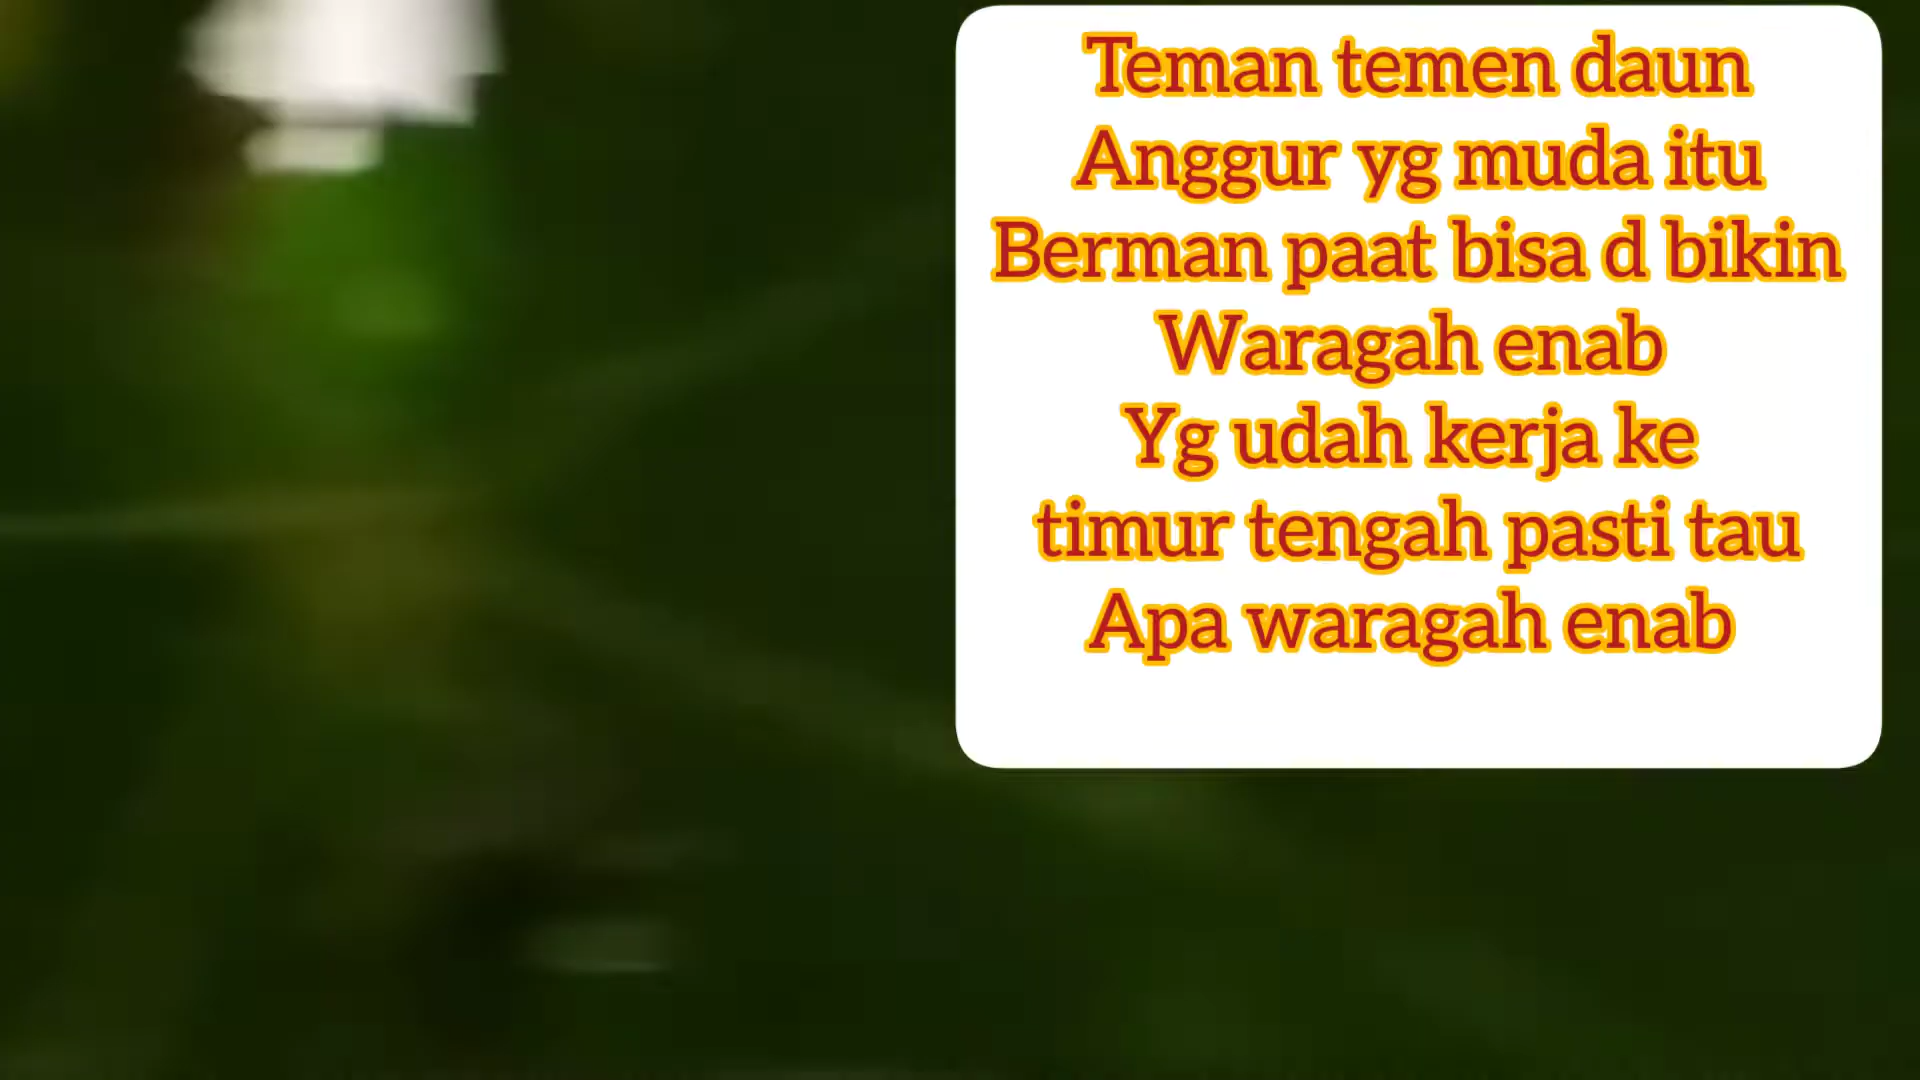 Teman temen daun
Anggur yg muda itu
Berman paat bisa d bikin
Waragah enab
Yg udah kerja ke
timur tengah pasti tau
Apa waragah enab